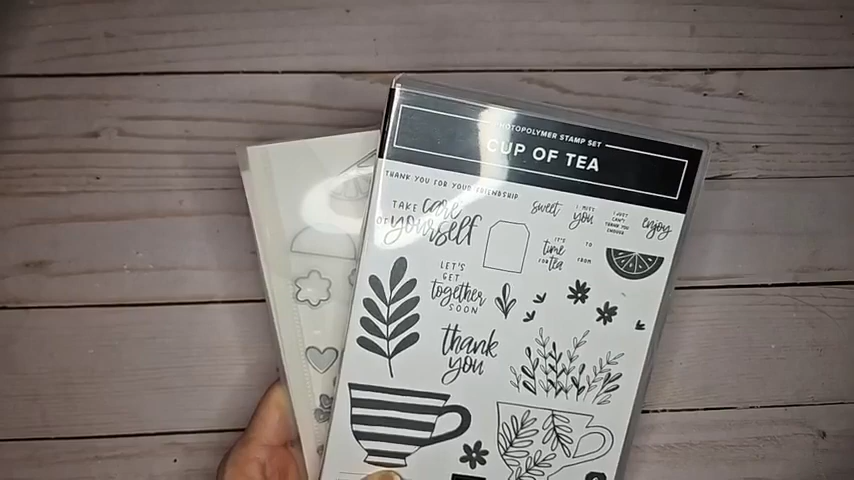 PHOTOPOLYMER STAMP SET
CUP OF TEA
THANK YOU FOR YOUR FRIENDSHIP
TAKE care
OF yourself
sweet
I MISS
you
I JUST
CAN'T
THANK YOU
ENOUGH
enjoy
IT'S
time
FOR tea
TO
FROM
LET'S
GET
together
SOON
thank
you